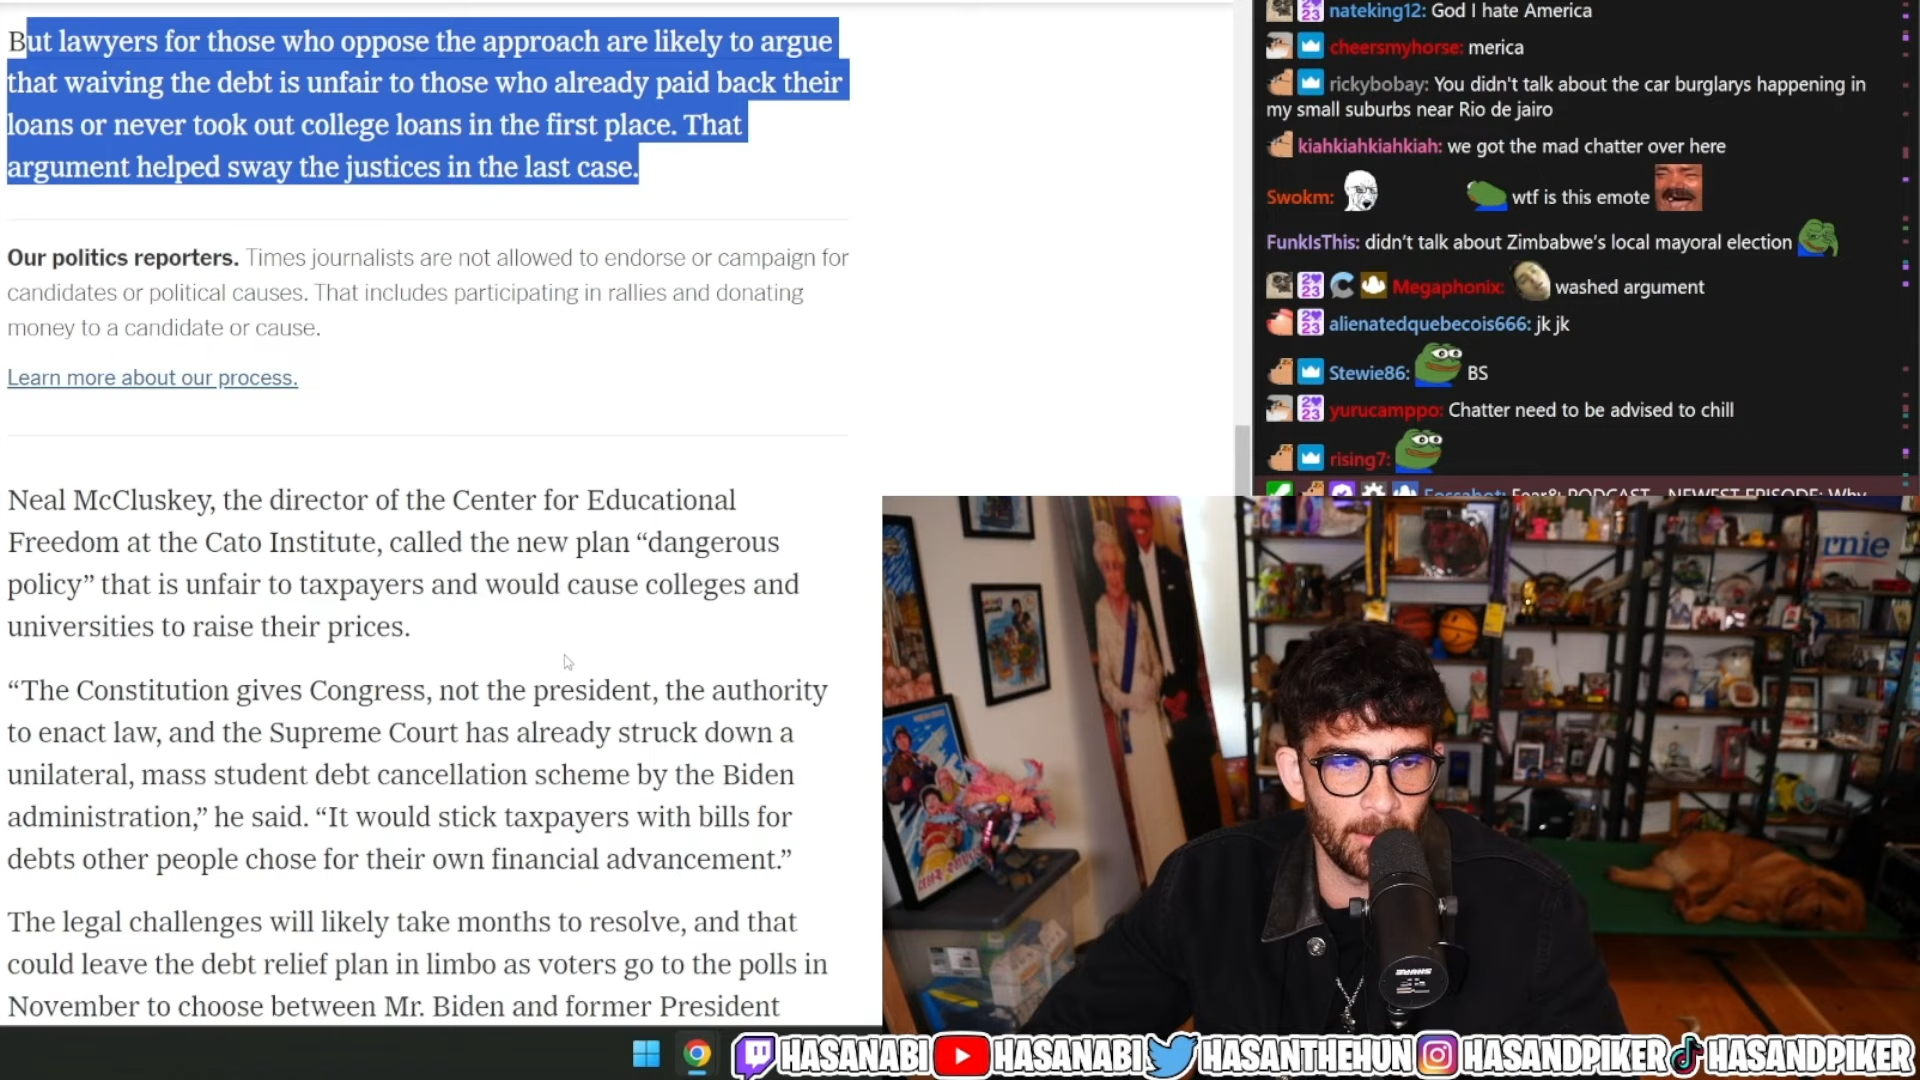 But lawyers for those who oppose the approach are likely to argue
that waiving the debt is unfair to those who already paid back their
loans or never took out college loans in the first place. That
argument helped sway the justices in the last case.
Our politics reporters. Times journalists are not allowed to endorse or campaign for
candidates or political causes. That includes participating in rallies and donating
money to a candidate or cause.
Learn more about our process.
Neal McCluskey, the director of the Center for Educational
Freedom at the Cato Institute, called the new plan “dangerous
policy” that is unfair to taxpayers and would cause colleges and
universities to raise their prices.
“The Constitution gives Congress, not the president, the authority
to enact law, and the Supreme Court has already struck down a
unilateral, mass student debt cancellation scheme by the Biden
administration,” he said. “It would stick taxpayers with bills for
debts other people chose for their own financial advancement.”
The legal challenges will likely take months to resolve, and that
could leave the debt relief plan in limbo as voters go to the polls in
November to choose between Mr. Biden and former President
nateking12: God I hate America
cheersmyhorse: merica
rickybobay: You didn't talk about the car burglarys happening in
my small suburbs near Rio de jairo
kiahkiahkiahkiah: we got the mad chatter over here
Swokm: wtf is this emote
FunkIsThis: didn’t talk about Zimbabwe’s local mayoral election
Megaphonix: washed argument
alienatedquebecois666: jk jk
Stewie86: BS
yurucamppo: Chatter need to be advised to chill
rising7:
Fossabot: Fear& PODCAST - NEWEST EPISODE: Why
rnie
SHURE
HASANABI HASANABI HASANTHEHUN HASANDPIKER HASANDPIKER